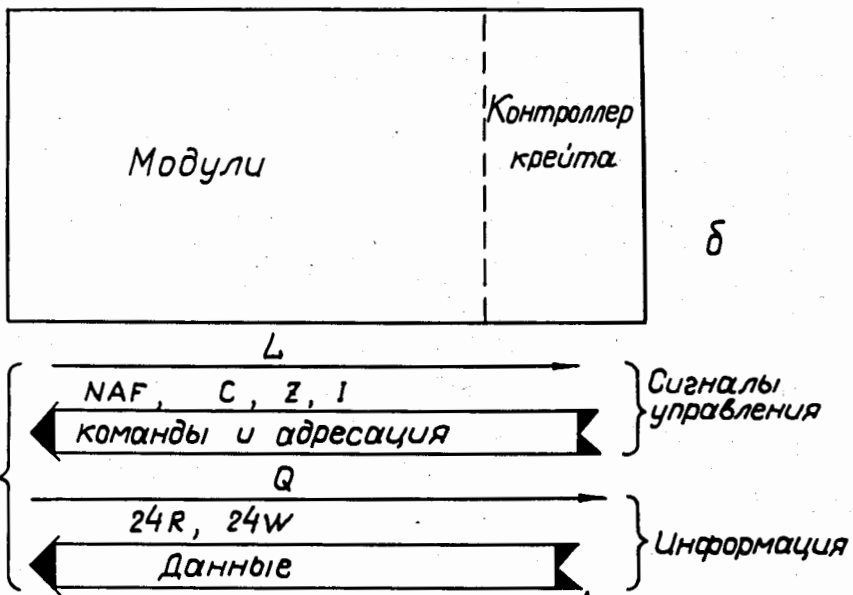 Модули
Контроллер
крейта
б
L
NAF, C, Z, I
команды и адресация
Сигналы
управления
Q
24R, 24W
Данные
Информация